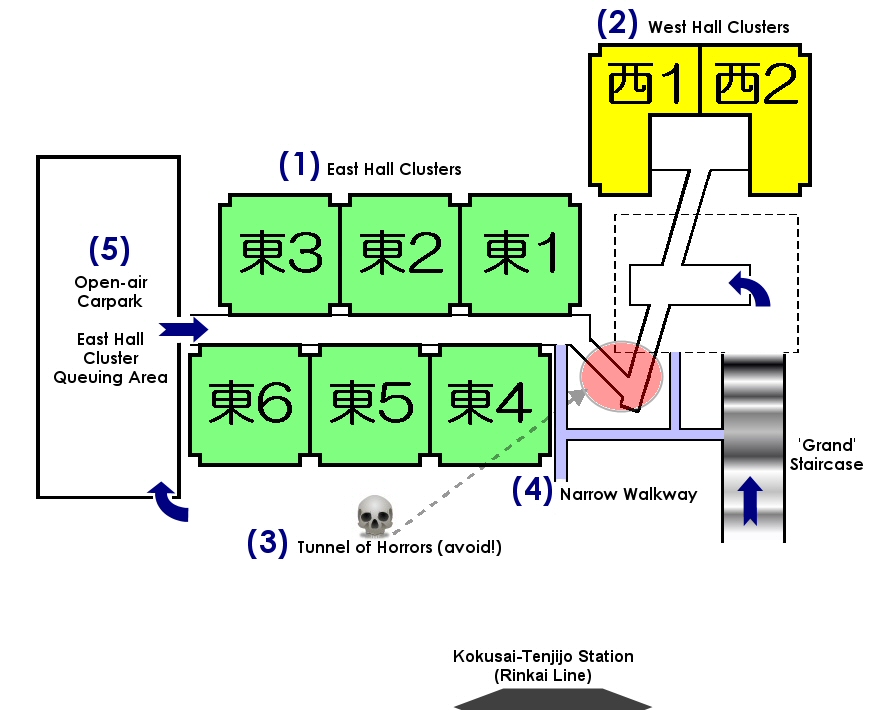 (2) West Hall Clusters
西1 西2
(1) East Hall Clusters
東3 東2 東1
(5)
Open-air
Carpark
East Hall
Cluster
Queuing Area
東6 東5 東4
'Grand'
Staircase
(4) Narrow Walkway
(3) Tunnel of Horrors (avoid!)
Kokusai-Tenjijo Station
(Rinkai Line)